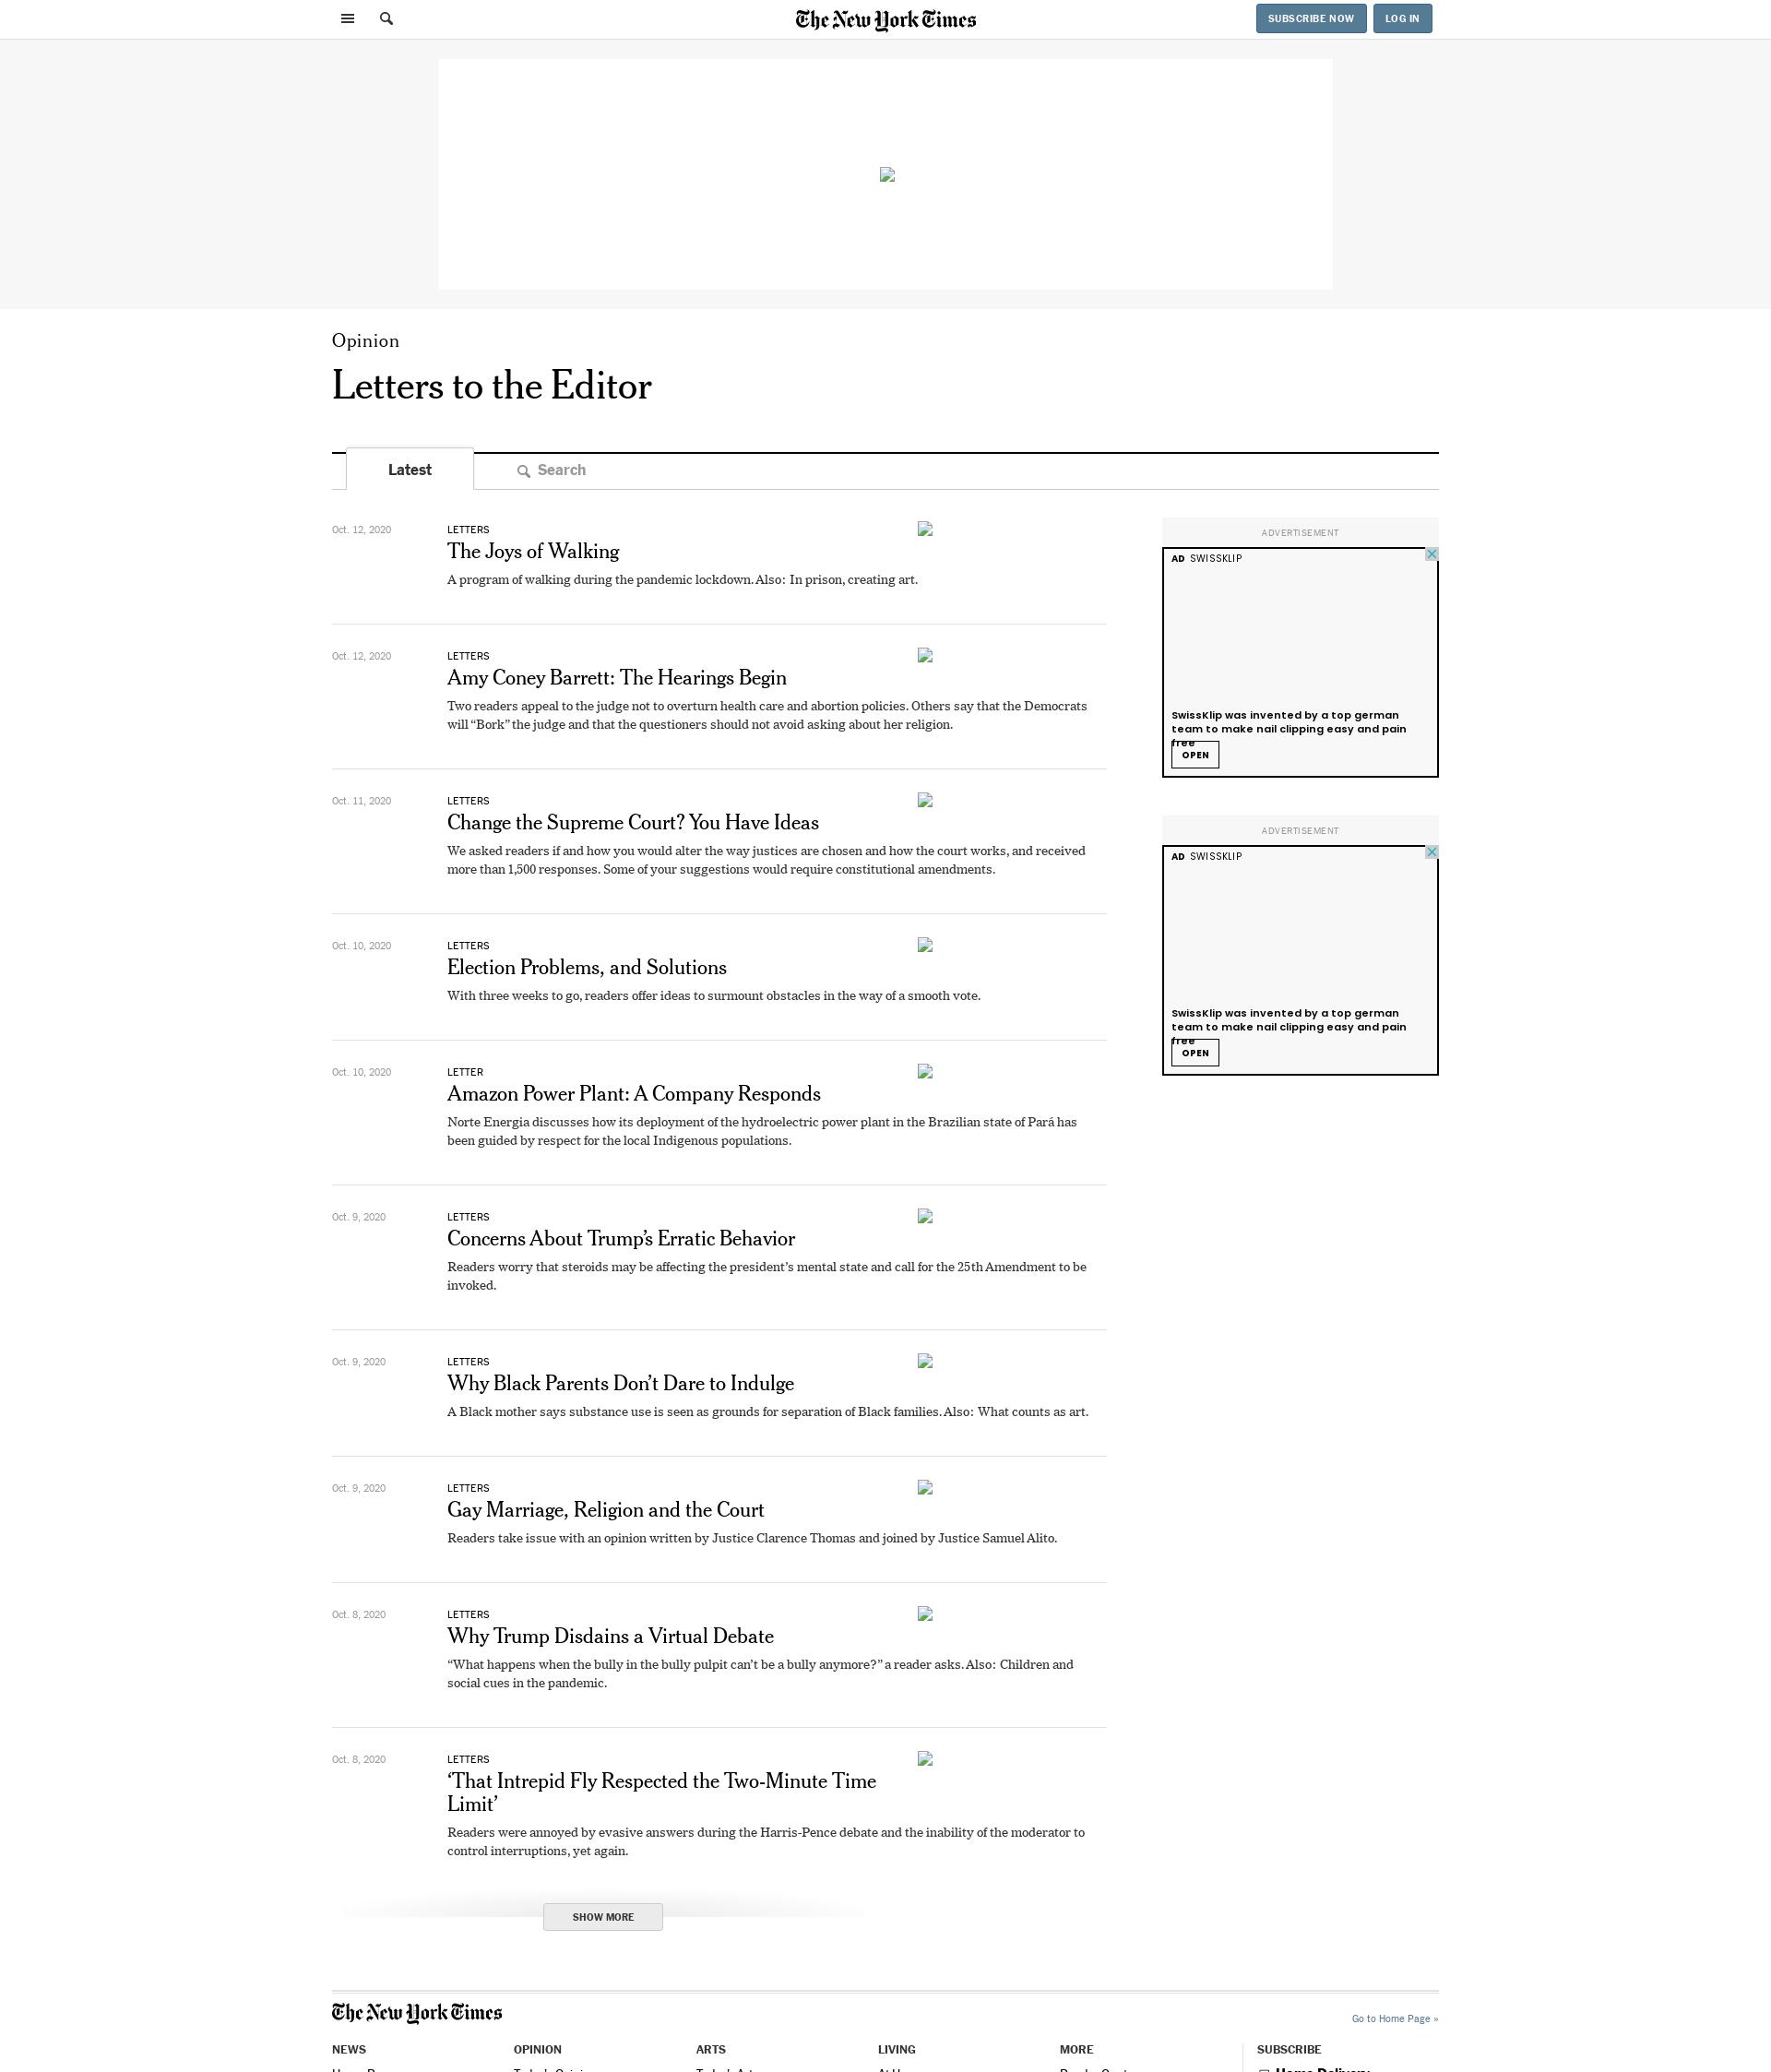 The New York Times
SUBSCRIBE NOW
LOG IN
Opinion
Letters to the Editor
Latest
Search
Oct. 12, 2020
LETTERS
The Joys of Walking
A program of walking during the pandemic lockdown. Also: In prison, creating art.
Oct. 12, 2020
LETTERS
Amy Coney Barrett: The Hearings Begin
Two readers appeal to the judge not to overturn health care and abortion policies. Others say that the Democrats
will “Bork” the judge and that the questioners should not avoid asking about her religion.
Oct. 11, 2020
LETTERS
Change the Supreme Court? You Have Ideas
We asked readers if and how you would alter the way justices are chosen and how the court works, and received
more than 1,500 responses. Some of your suggestions would require constitutional amendments.
Oct. 10, 2020
LETTERS
Election Problems, and Solutions
With three weeks to go, readers offer ideas to surmount obstacles in the way of a smooth vote.
Oct. 10, 2020
LETTER
Amazon Power Plant: A Company Responds
Norte Energia discusses how its deployment of the hydroelectric power plant in the Brazilian state of Pará has
been guided by respect for the local Indigenous populations.
Oct. 9, 2020
LETTERS
Concerns About Trump’s Erratic Behavior
Readers worry that steroids may be affecting the president’s mental state and call for the 25th Amendment to be
invoked.
Oct. 9, 2020
LETTERS
Why Black Parents Don’t Dare to Indulge
A Black mother says substance use is seen as grounds for separation of Black families. Also: What counts as art.
Oct. 9, 2020
LETTERS
Gay Marriage, Religion and the Court
Readers take issue with an opinion written by Justice Clarence Thomas and joined by Justice Samuel Alito.
Oct. 8, 2020
LETTERS
Why Trump Disdains a Virtual Debate
“What happens when the bully in the bully pulpit can’t be a bully anymore?” a reader asks. Also: Children and
social cues in the pandemic.
Oct. 8, 2020
LETTERS
‘That Intrepid Fly Respected the Two-Minute Time
Limit’
Readers were annoyed by evasive answers during the Harris-Pence debate and the inability of the moderator to
control interruptions, yet again.
SHOW MORE
ADVERTISEMENT
AD SWISSKLIP
SwissKlip was invented by a top german
team to make nail clipping easy and pain
free
OPEN
ADVERTISEMENT
AD SWISSKLIP
SwissKlip was invented by a top german
team to make nail clipping easy and pain
free
OPEN
The New York Times
Go to Home Page »
NEWS
OPINION
ARTS
LIVING
MORE
SUBSCRIBE
Home Delivery